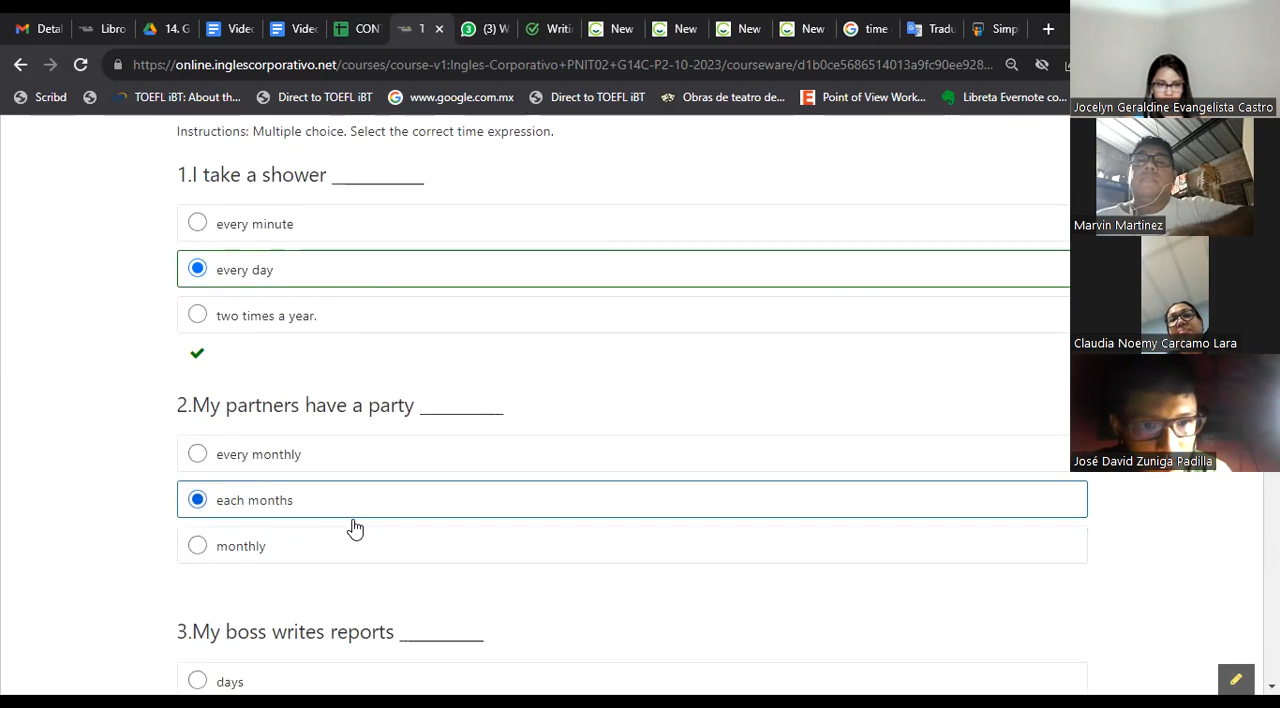 Detal
Libro
14. G
Videc
Videc
CON
1
(3) W
Writi
New
New
New
New
time
Tradu
Simp
https://online.inglescorporativo.net/courses/course-v1:Ingles-Corporativo+PNIT02+G14C-P2-10-2023/courseware/d1b0ce5686514013a9fc90ee928...
Scribd
TOEFL iBT: About th...
Direct to TOEFL iBT
www.google.com.mx
Direct to TOEFL iBT
Obras de teatro de...
Point of View Work...
Libreta Evernote co...
Instructions: Multiple choice. Select the correct time expression.
1.I take a shower __________
every minute
every day
two times a year.
2.My partners have a party _________
every monthly
each months
monthly
3.My boss writes reports _________
days
Jocelyn Geraldine Evangelista Castro
Marvin Martinez
Claudia Noemy Carcamo Lara
José David Zuniga Padilla